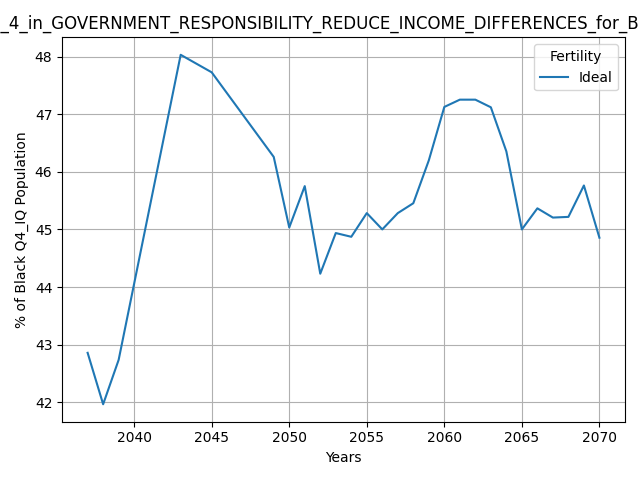 _4_in_GOVERNMENT_RESPONSIBILITY_REDUCE_INCOME_DIFFERENCES_for_B
Fertility
Ideal
% of Black Q4_IQ Population
48
47
46
45
44
43
42
2040
2045
2050
2055
2060
2065
2070
Years